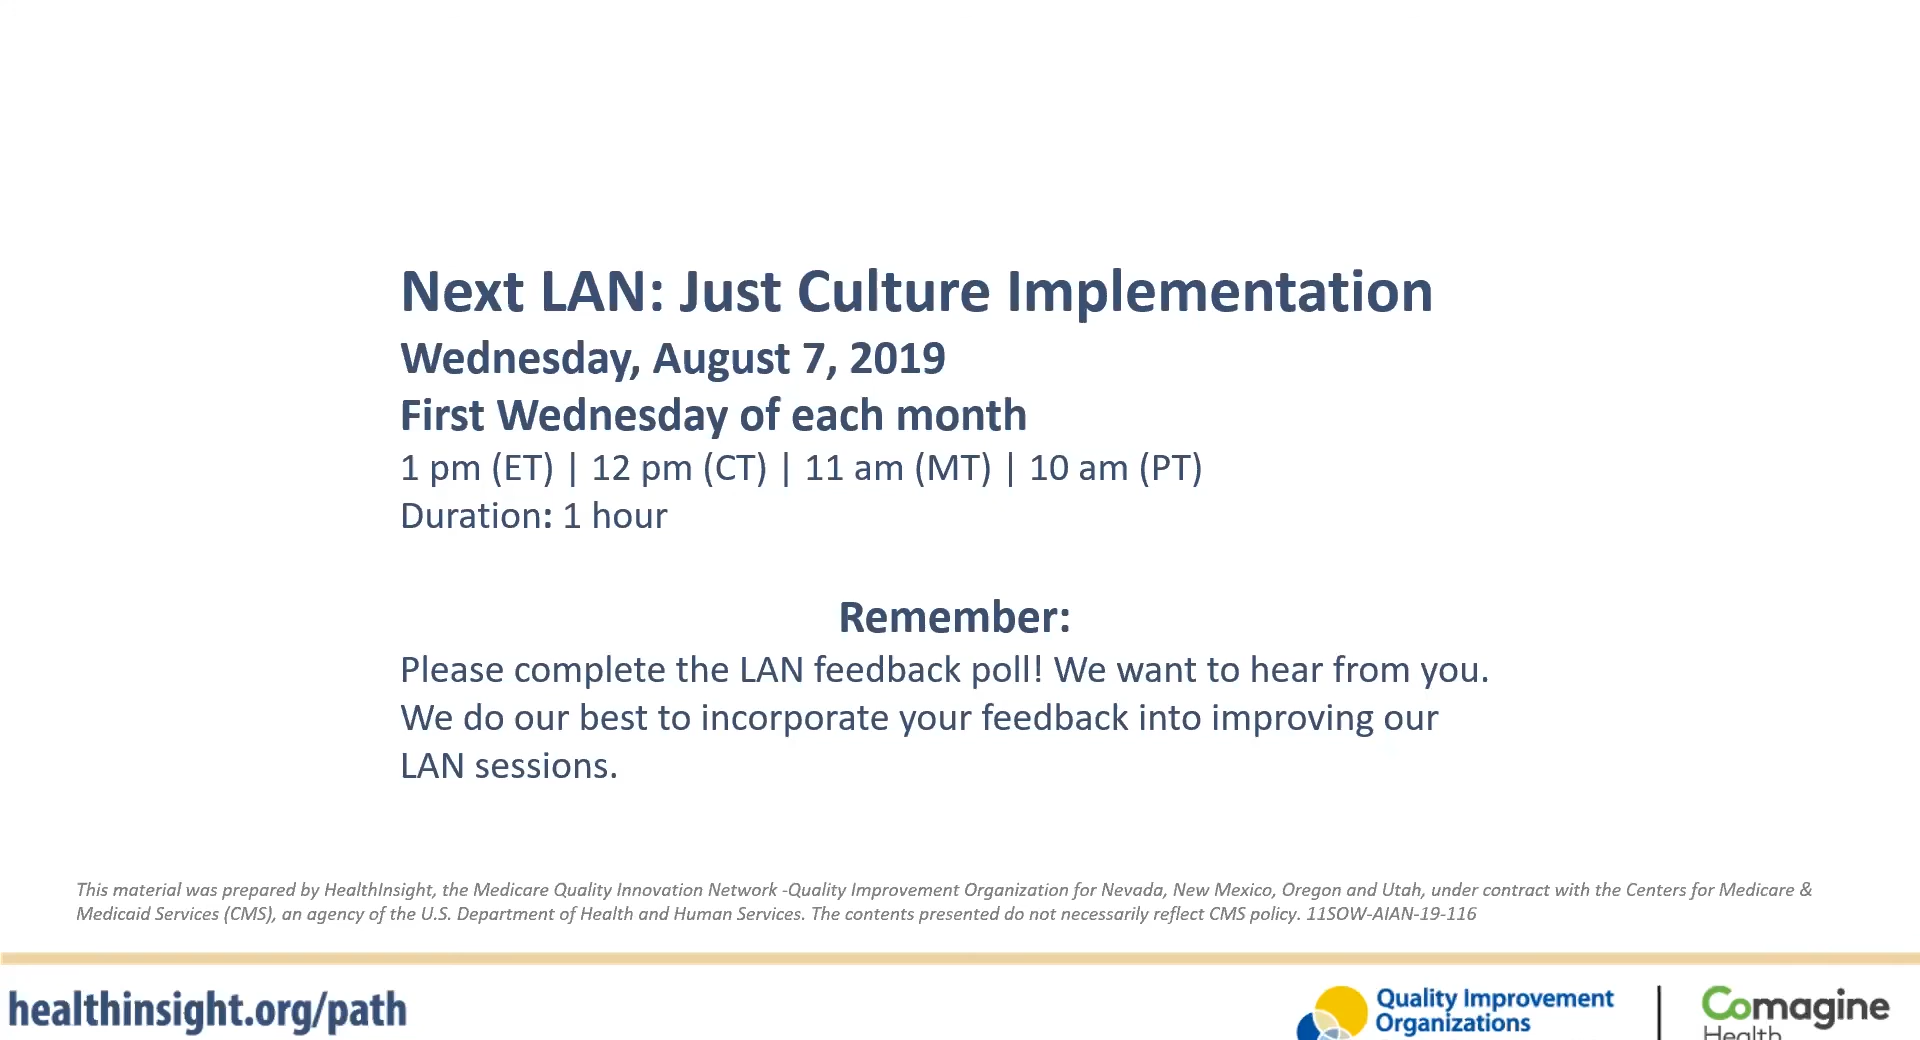 Next LAN: Just Culture Implementation
Wednesday, August 7, 2019
First Wednesday of each month
1 pm (ET) | 12 pm (CT) | 11 am (MT) | 10 am (PT)
Duration: 1 hour
Remember:
Please complete the LAN feedback poll! We want to hear from you.
We do our best to incorporate your feedback into improving our
LAN sessions.
This material was prepared by HealthInsight, the Medicare Quality Innovation Network -Quality Improvement Organization for Nevada, New Mexico, Oregon and Utah, under contract with the Centers for Medicare &
Medicaid Services (CMS), an agency of the U.S. Department of Health and Human Services. The contents presented do not necessarily reflect CMS policy. 11SOW-AIAN-19-116
healthinsight.org/path
Quality Improvement
Organizations
Comagine
Health